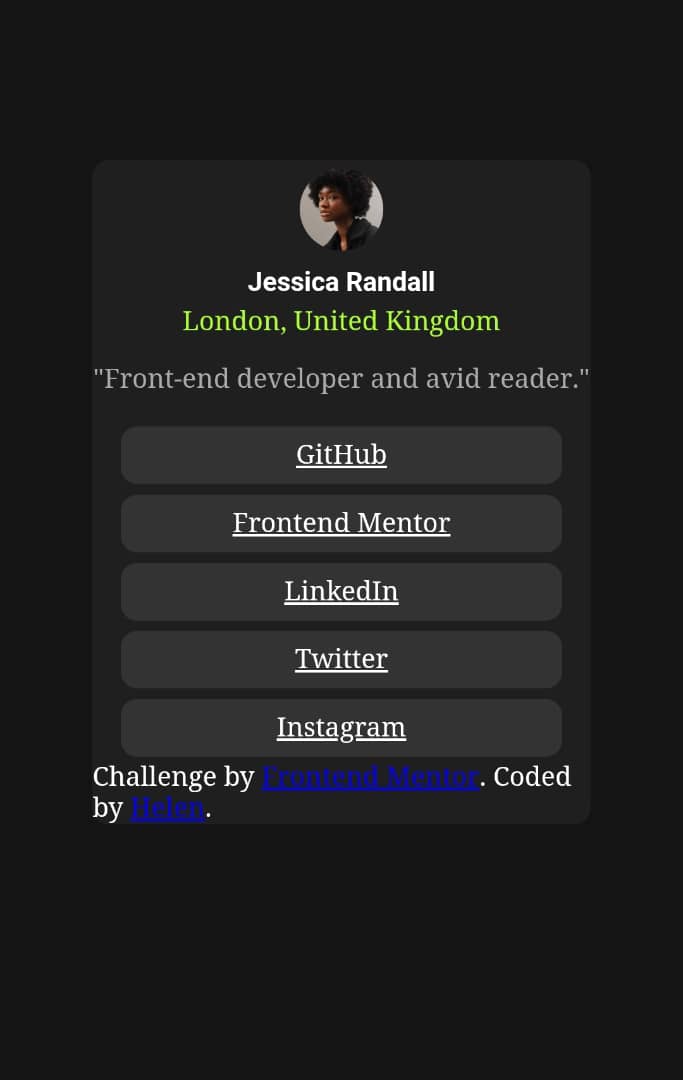 Jessica Randall
London, United Kingdom
"Front-end developer and avid reader."
GitHub
Frontend Mentor
LinkedIn
Twitter
Instagram
Challenge by Frontend Mentor. Coded
by Helen.